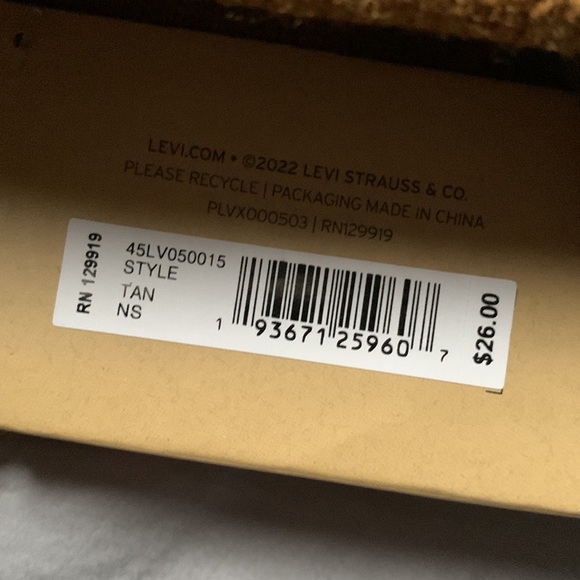 LEVI.COM • ©2022 LEVI STRAUSS & CO.
PLEASE RECYCLE | PACKAGING MADE IN CHINA
PLVX000503 | RN129919
RN 129919
45LV050015
STYLE
TAN
NS
1 93671 25960 7
$26.00